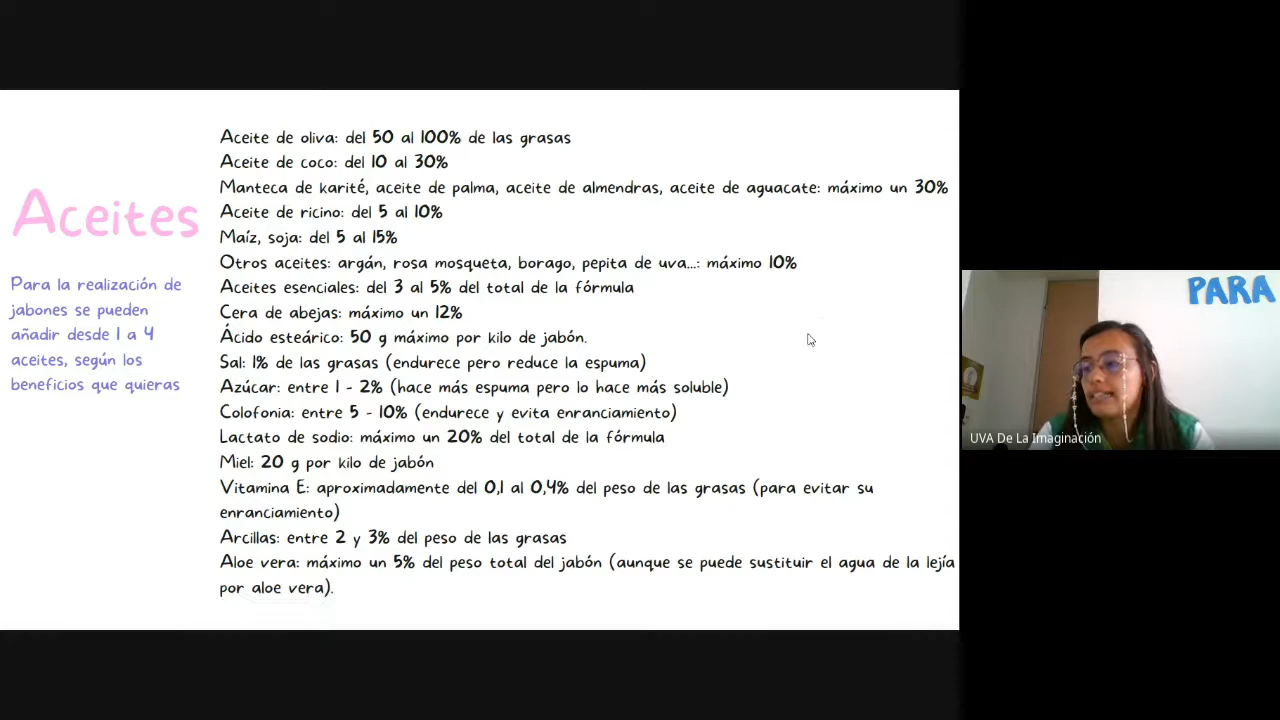 Aceites
Para la realización de
jabones se pueden
añadir desde 1 a 4
aceites, según los
beneficios que quieras
Aceite de oliva: del 50 al 100% de las grasas
Aceite de coco: del 10 al 30%
Manteca de karité, aceite de palma, aceite de almendras, aceite de aguacate: máximo un 30%
Aceite de ricino: del 5 al 10%
Maíz, soja: del 5 al 15%
Otros aceites: argán, rosa mosqueta, borago, pepita de uva...: máximo 10%
Aceites esenciales: del 3 al 5% del total de la fórmula
Cera de abejas: máximo un 12%
Ácido esteárico: 50 g máximo por kilo de jabón.
Sal: 1% de las grasas (endurece pero reduce la espuma)
Azúcar: entre 1 - 2% (hace más espuma pero lo hace más soluble)
Colofonia: entre 5 - 10% (endurece y evita enranciamiento)
Lactato de sodio: máximo un 20% del total de la fórmula
Miel: 20 g por kilo de jabón
Vitamina E: aproximadamente del 0,1 al 0,4% del peso de las grasas (para evitar su
enranciamiento)
Arcillas: entre 2 y 3% del peso de las grasas
Aloe vera: máximo un 5% del peso total del jabón (aunque se puede sustituir el agua de la lejía
por aloe vera).
PARA
UVA De La Imaginación